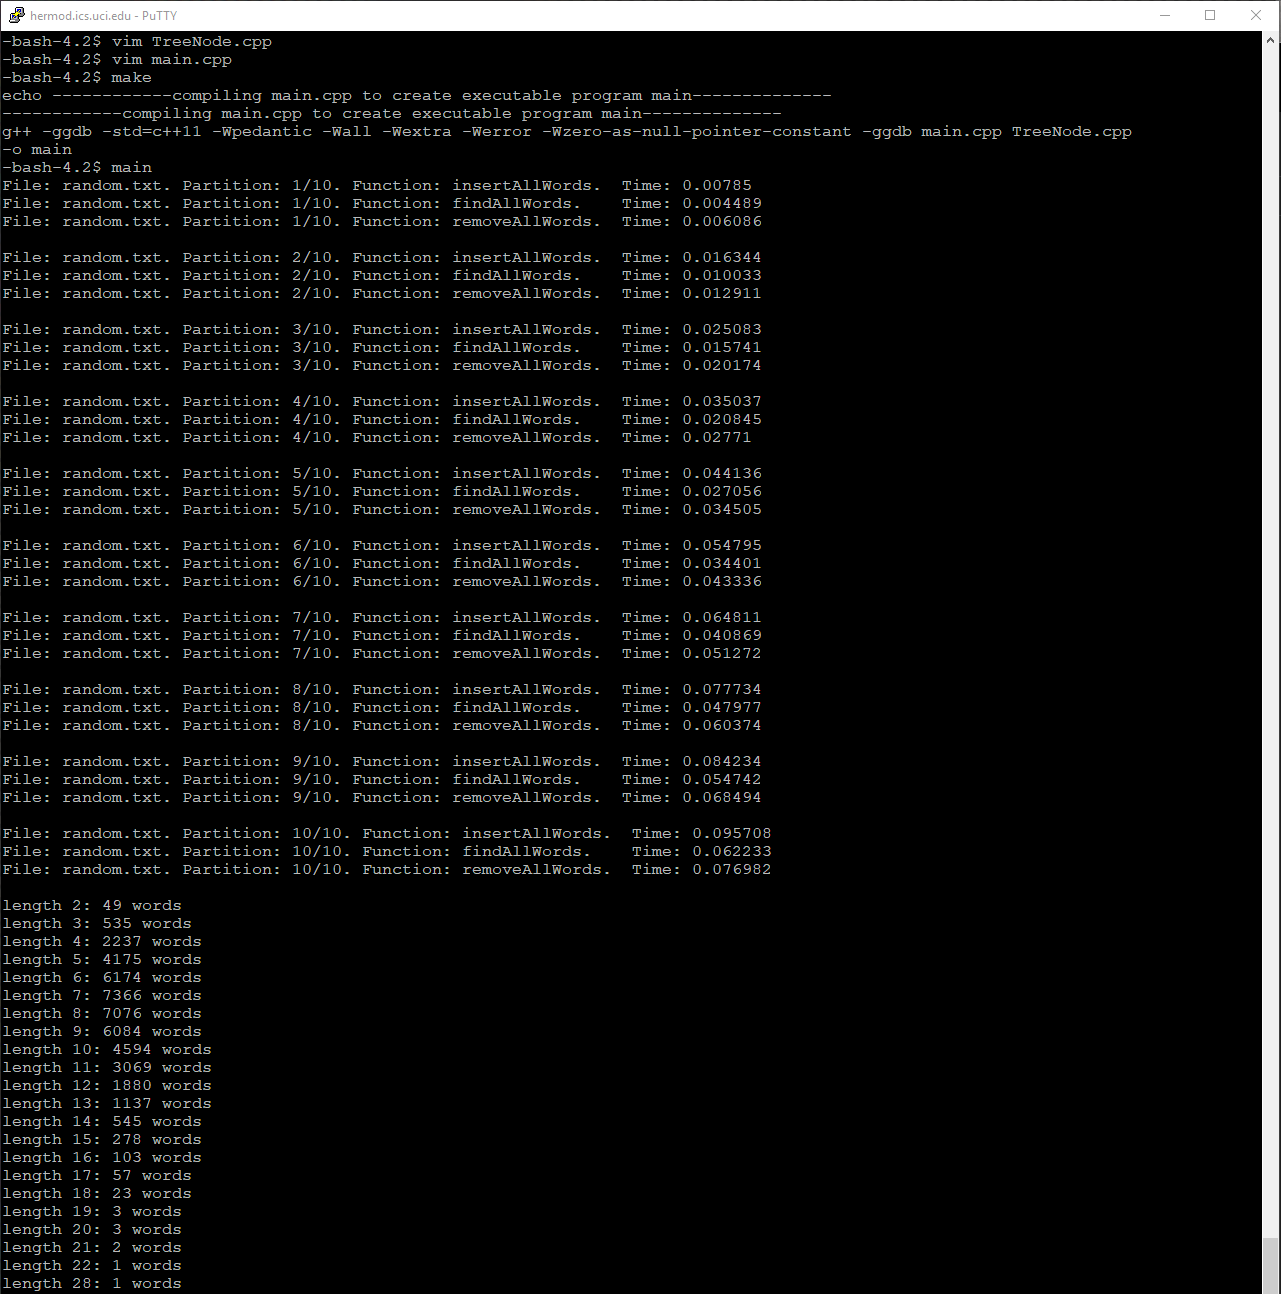 hermod.ics.uci.edu - PuTTY
-bash-4.2$ vim TreeNode.cpp
-bash-4.2$ vim main.cpp
-bash-4.2$ make
echo ------------compiling main.cpp to create executable program main--------------
------------compiling main.cpp to create executable program main--------------
g++ -ggdb -std=c++11 -Wpedantic -Wall -Wextra -Werror -Wzero-as-null-pointer-constant -ggdb main.cpp TreeNode.cpp
-o main
-bash-4.2$ main
File: random.txt. Partition: 1/10. Function: insertAllWords.  Time: 0.00785
File: random.txt. Partition: 1/10. Function: findAllWords.    Time: 0.004489
File: random.txt. Partition: 1/10. Function: removeAllWords.  Time: 0.006086

File: random.txt. Partition: 2/10. Function: insertAllWords.  Time: 0.016344
File: random.txt. Partition: 2/10. Function: findAllWords.    Time: 0.010033
File: random.txt. Partition: 2/10. Function: removeAllWords.  Time: 0.012911

File: random.txt. Partition: 3/10. Function: insertAllWords.  Time: 0.025083
File: random.txt. Partition: 3/10. Function: findAllWords.    Time: 0.015741
File: random.txt. Partition: 3/10. Function: removeAllWords.  Time: 0.020174

File: random.txt. Partition: 4/10. Function: insertAllWords.  Time: 0.035037
File: random.txt. Partition: 4/10. Function: findAllWords.    Time: 0.020845
File: random.txt. Partition: 4/10. Function: removeAllWords.  Time: 0.02771

File: random.txt. Partition: 5/10. Function: insertAllWords.  Time: 0.044136
File: random.txt. Partition: 5/10. Function: findAllWords.    Time: 0.027056
File: random.txt. Partition: 5/10. Function: removeAllWords.  Time: 0.034505

File: random.txt. Partition: 6/10. Function: insertAllWords.  Time: 0.054795
File: random.txt. Partition: 6/10. Function: findAllWords.    Time: 0.034401
File: random.txt. Partition: 6/10. Function: removeAllWords.  Time: 0.043336

File: random.txt. Partition: 7/10. Function: insertAllWords.  Time: 0.064811
File: random.txt. Partition: 7/10. Function: findAllWords.    Time: 0.040869
File: random.txt. Partition: 7/10. Function: removeAllWords.  Time: 0.051272

File: random.txt. Partition: 8/10. Function: insertAllWords.  Time: 0.077734
File: random.txt. Partition: 8/10. Function: findAllWords.    Time: 0.047977
File: random.txt. Partition: 8/10. Function: removeAllWords.  Time: 0.060374

File: random.txt. Partition: 9/10. Function: insertAllWords.  Time: 0.084234
File: random.txt. Partition: 9/10. Function: findAllWords.    Time: 0.054742
File: random.txt. Partition: 9/10. Function: removeAllWords.  Time: 0.068494

File: random.txt. Partition: 10/10. Function: insertAllWords.  Time: 0.095708
File: random.txt. Partition: 10/10. Function: findAllWords.    Time: 0.062233
File: random.txt. Partition: 10/10. Function: removeAllWords.  Time: 0.076982

length 2: 49 words
length 3: 535 words
length 4: 2237 words
length 5: 4175 words
length 6: 6174 words
length 7: 7366 words
length 8: 7076 words
length 9: 6084 words
length 10: 4594 words
length 11: 3069 words
length 12: 1880 words
length 13: 1137 words
length 14: 545 words
length 15: 278 words
length 16: 103 words
length 17: 57 words
length 18: 23 words
length 19: 3 words
length 20: 3 words
length 21: 2 words
length 22: 1 words
length 28: 1 words